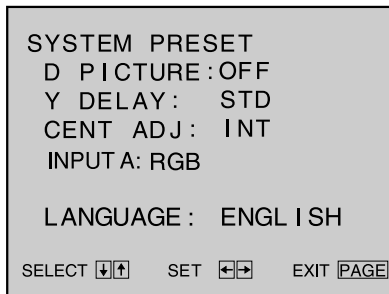 SYSTEM PRESET
D PICTURE: OFF
Y DELAY: STD
CENT ADJ: INT
INPUT A: RGB
LANGUAGE: ENGLISH
SELECT ↓↑ SET ←→ EXIT PAGE